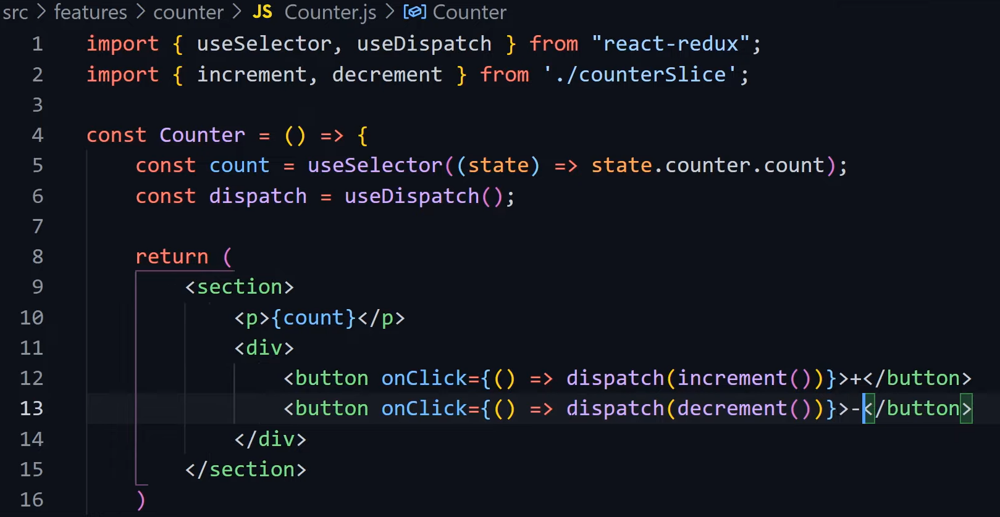 src > features > counter > JS Counter.js > Counter
1 import { useSelector, useDispatch } from "react-redux";
2 import { increment, decrement } from './counterSlice';
3
4 const Counter = () => {
5     const count = useSelector((state) => state.counter.count);
6     const dispatch = useDispatch();
7
8     return (
9         <section>
10             <p>{count}</p>
11             <div>
12                 <button onClick={() => dispatch(increment())}>+</button>
13                 <button onClick={() => dispatch(decrement())}>-</button>
14             </div>
15         </section>
16     )